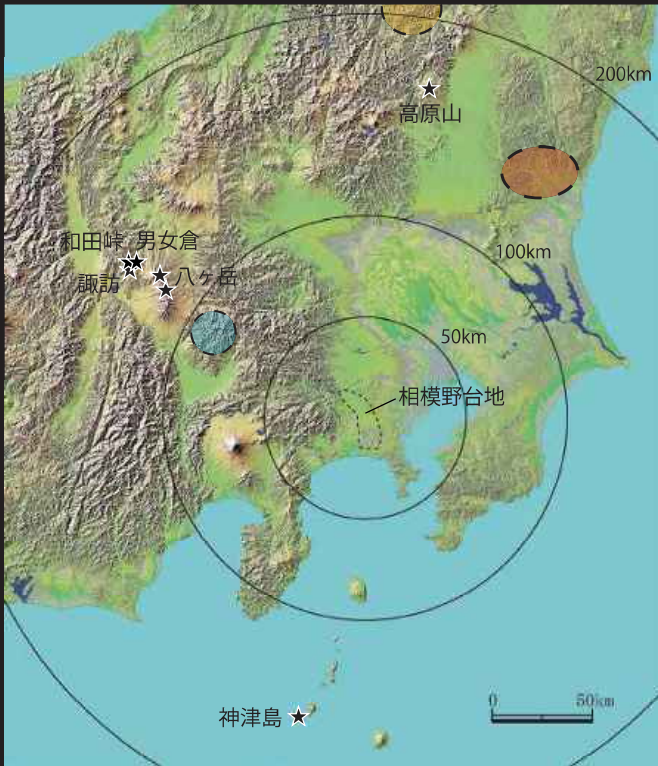 200km
高原山
和田峠 男女倉
100km
諏訪
八ヶ岳
50km
相模野台地
神津島
0 50km